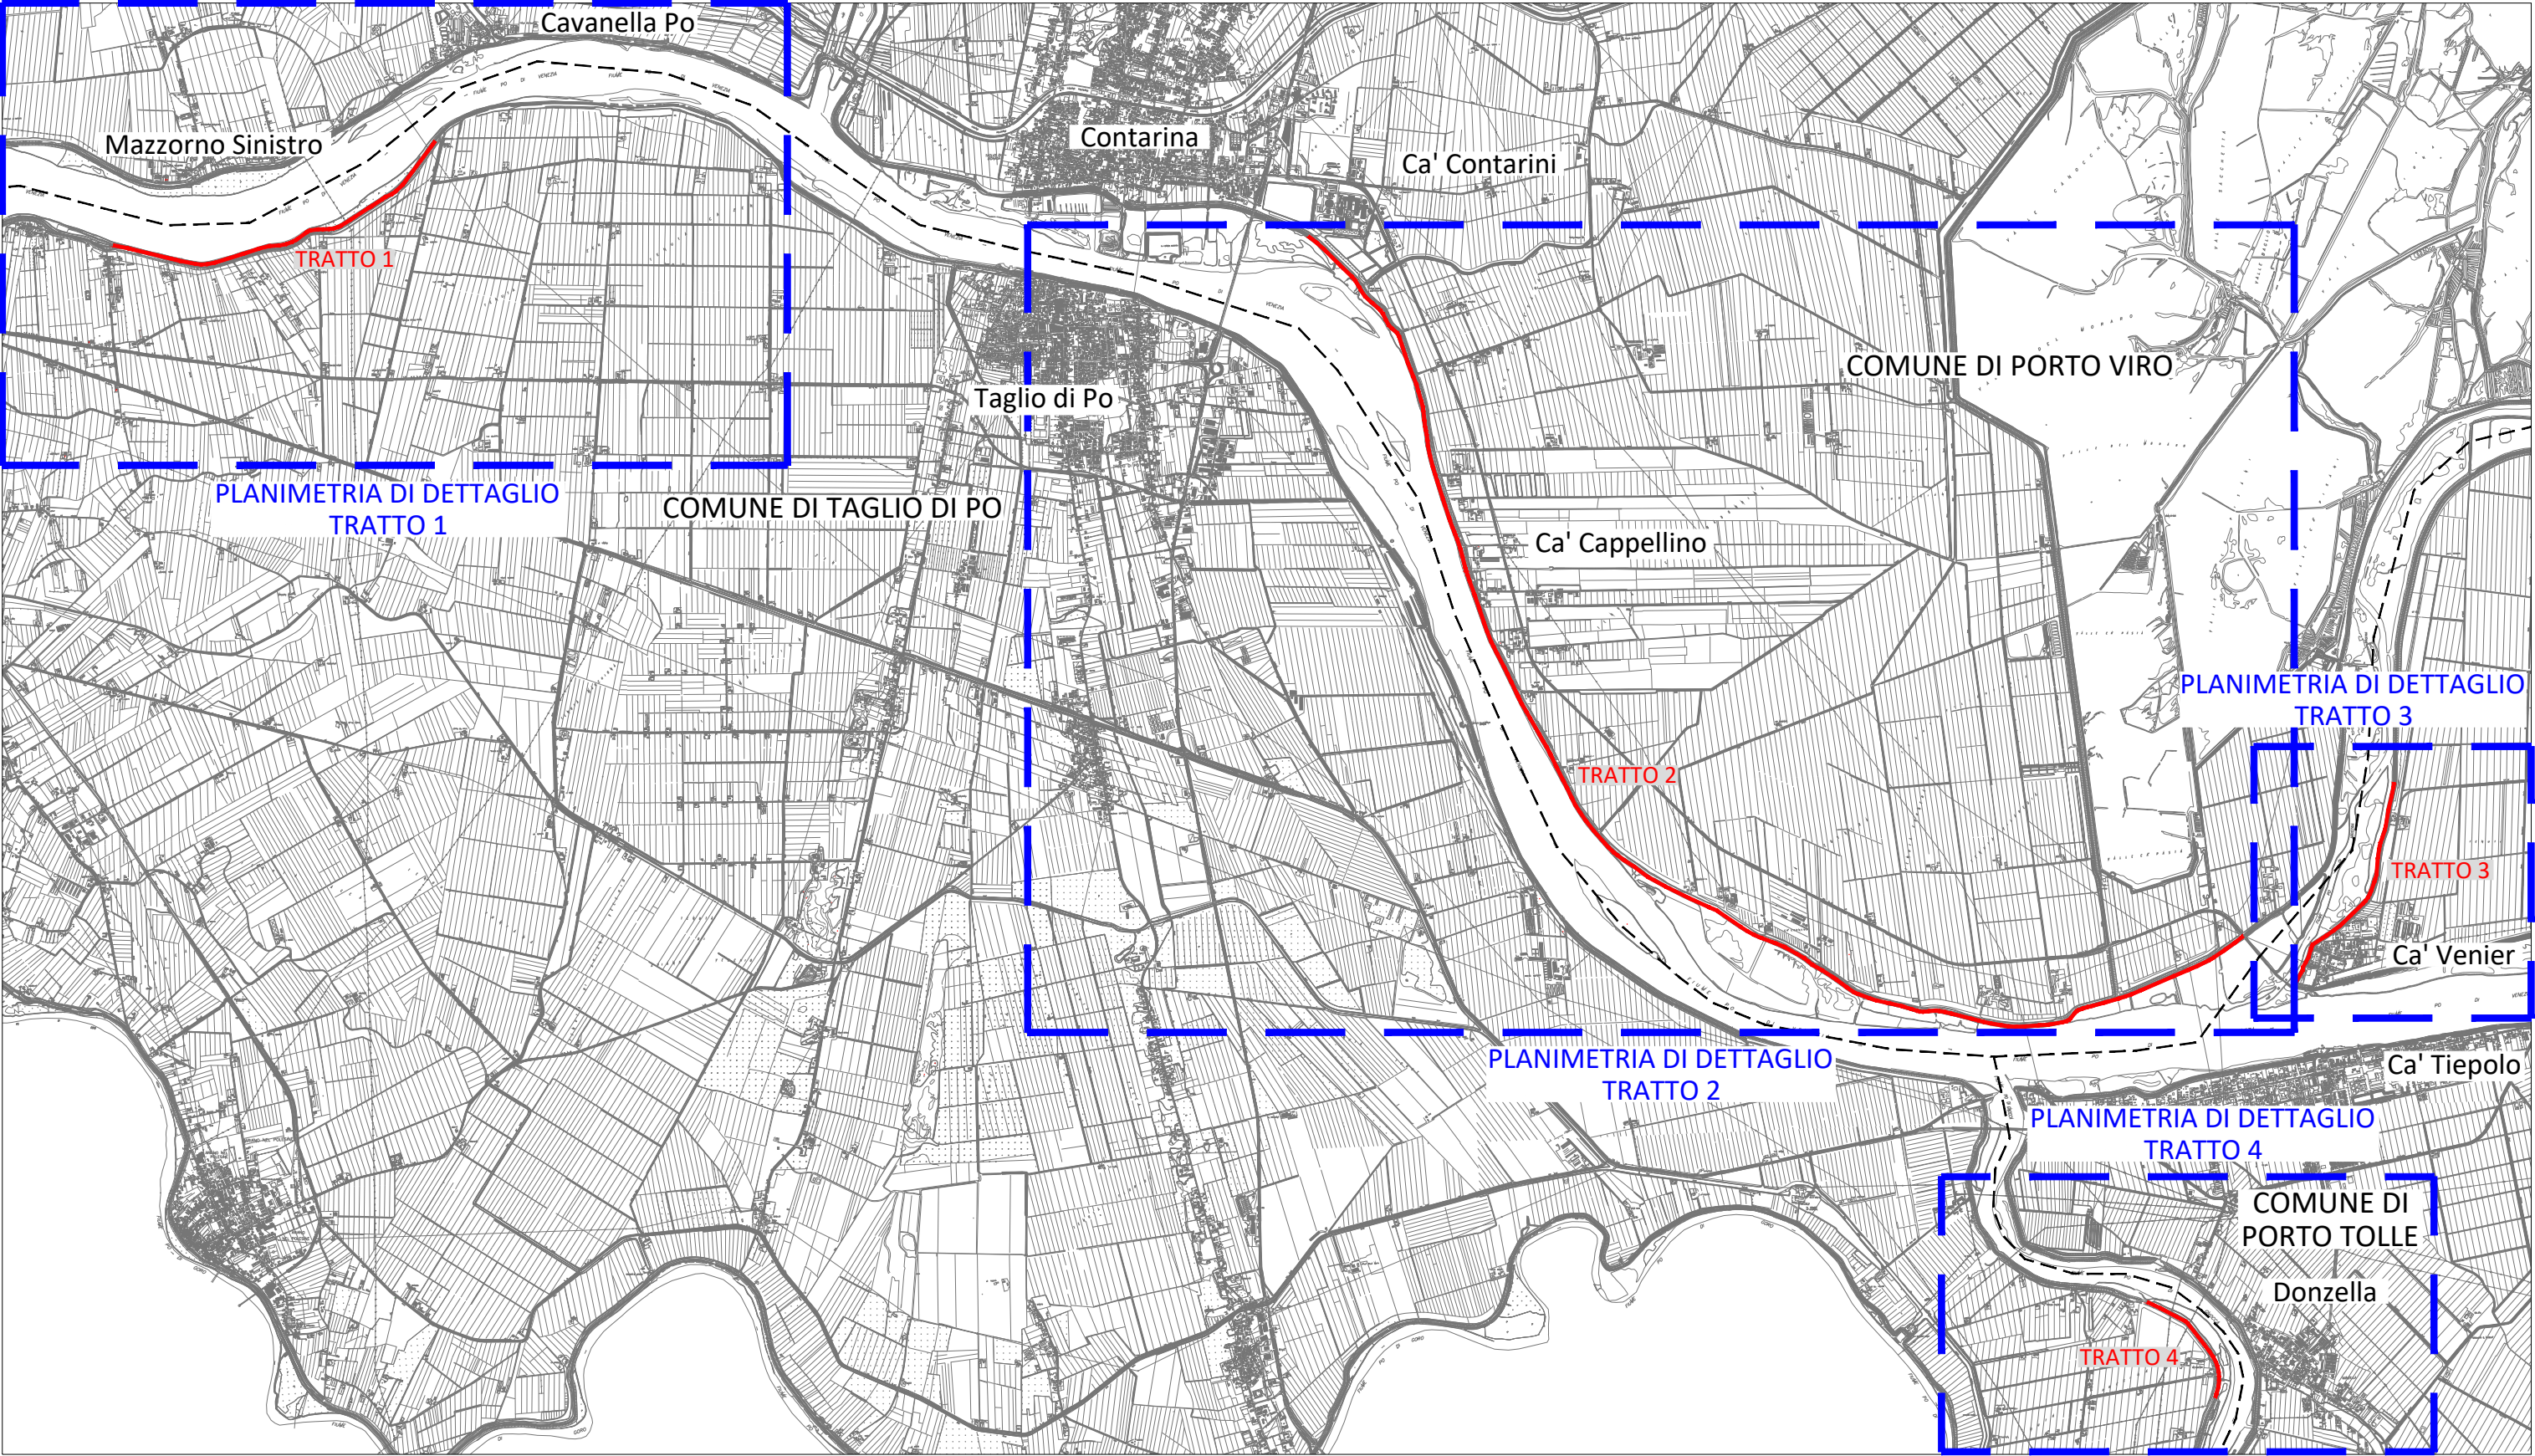 Cavanella Po
Mazzorno Sinistro
Contarina
Ca' Contarini
TRATTO 1
COMUNE DI PORTO VIRO
Taglio di Po
PLANIMETRIA DI DETTAGLIO
TRATTO 1
COMUNE DI TAGLIO DI PO
Ca' Cappellino
PLANIMETRIA DI DETTAGLIO
TRATTO 3
TRATTO 2
TRATTO 3
Ca' Venier
PLANIMETRIA DI DETTAGLIO
TRATTO 2
Ca' Tiepolo
PLANIMETRIA DI DETTAGLIO
TRATTO 4
COMUNE DI
PORTO TOLLE
Donzella
TRATTO 4